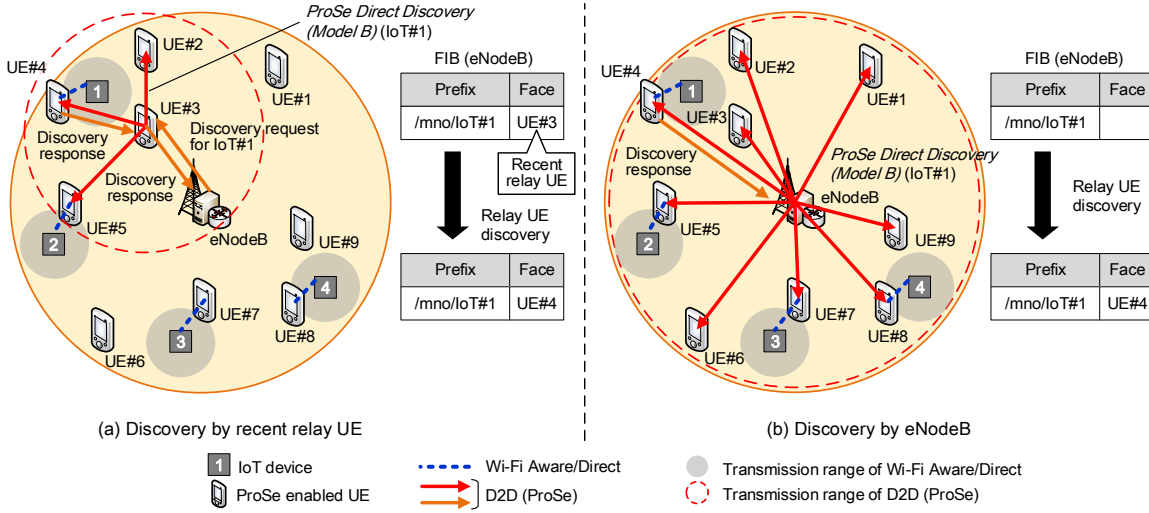 ProSe Direct Discovery
(Model B) (IoT#1)
UE#2
UE#4
UE#1
1
UE#3
Discovery
response
Discovery request
for IoT#1
Discovery
response
UE#5
eNodeB
2
UE#9
4
UE#7
UE#8
3
UE#6
FIB (eNodeB)
Prefix Face
/mno/IoT#1 UE#3
Recent
relay UE
Relay UE
discovery
Prefix Face
/mno/IoT#1 UE#4
(a) Discovery by recent relay UE
UE#2
UE#4
UE#1
1
UE#3
Discovery
response
ProSe Direct Discovery
(Model B) (IoT#1)
eNodeB
UE#5
2
UE#9
4
UE#7
UE#8
3
UE#6
FIB (eNodeB)
Prefix Face
/mno/IoT#1
Relay UE
discovery
Prefix Face
/mno/IoT#1 UE#4
(b) Discovery by eNodeB
1 IoT device
ProSe enabled UE
Wi-Fi Aware/Direct
D2D (ProSe)
Transmission range of Wi-Fi Aware/Direct
Transmission range of D2D (ProSe)